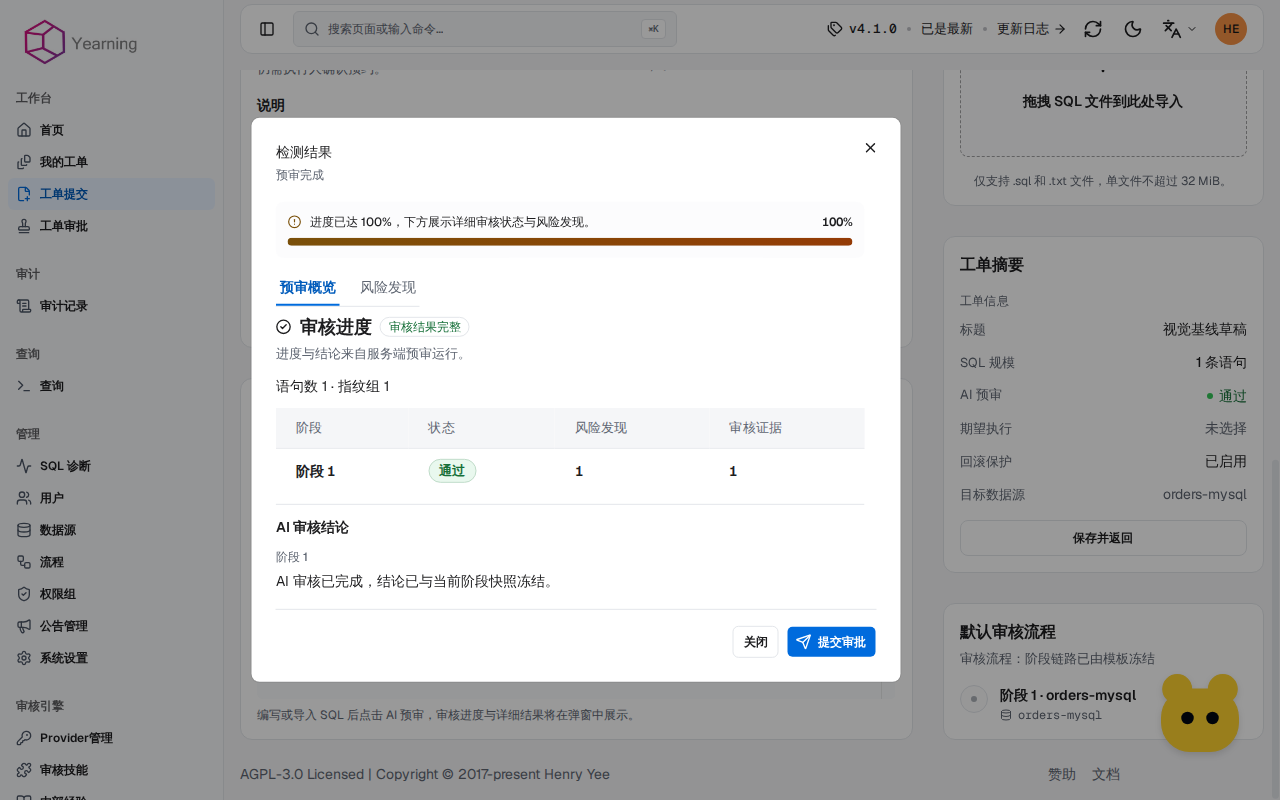 Yearning
工作台
首页
我的工单
工单提交
工单审批
审计
审计记录
查询
查询
管理
SQL 诊断
用户
数据源
流程
权限组
公告管理
系统设置
审核引擎
Provider管理
审核技能
搜索页面或输入命令...
⌘K
v4.1.0
已是最新
更新日志
HE
说明
检测结果
预审完成
进度已达 100%，下方展示详细审核状态与风险发现。
100%
预审概览
风险发现
审核进度
审核结果完整
进度与结论来自服务端预审运行。
语句数 1 · 指纹组 1
阶段 状态 风险发现 审核证据
阶段 1 通过 1 1
AI 审核结论
阶段 1
AI 审核已完成，结论已与当前阶段快照冻结。
关闭
提交审批
编写或导入 SQL 后点击 AI 预审，审核进度与详细结果将在弹窗中展示。
拖拽 SQL 文件到此处导入
仅支持 .sql 和 .txt 文件，单文件不超过 32 MiB。
工单摘要
工单信息
标题 视觉基线草稿
SQL 规模 1 条语句
AI 预审 通过
期望执行 未选择
回滚保护 已启用
目标数据源 orders-mysql
保存并返回
默认审核流程
审核流程：阶段链路已由模板冻结
阶段 1 · orders-mysql
orders-mysql
AGPL-3.0 Licensed | Copyright © 2017-present Henry Yee
赞助 文档